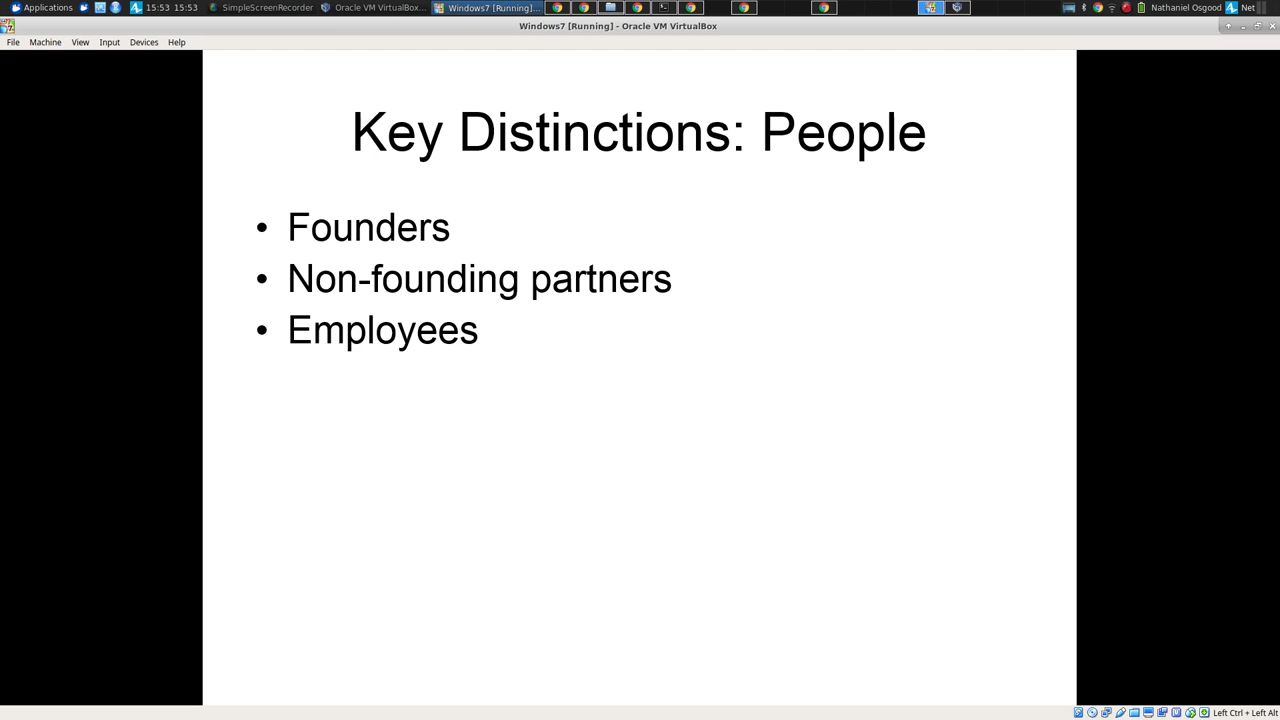 Applications 15:53 15:53 SimpleScreenRecorder Oracle VM VirtualBox... Windows7 [Running]... Nathaniel Osgood Net
Windows7 [Running] - Oracle VM VirtualBox
File Machine View Input Devices Help
Key Distinctions: People
• Founders
• Non-founding partners
• Employees
Left Ctrl + Left Alt